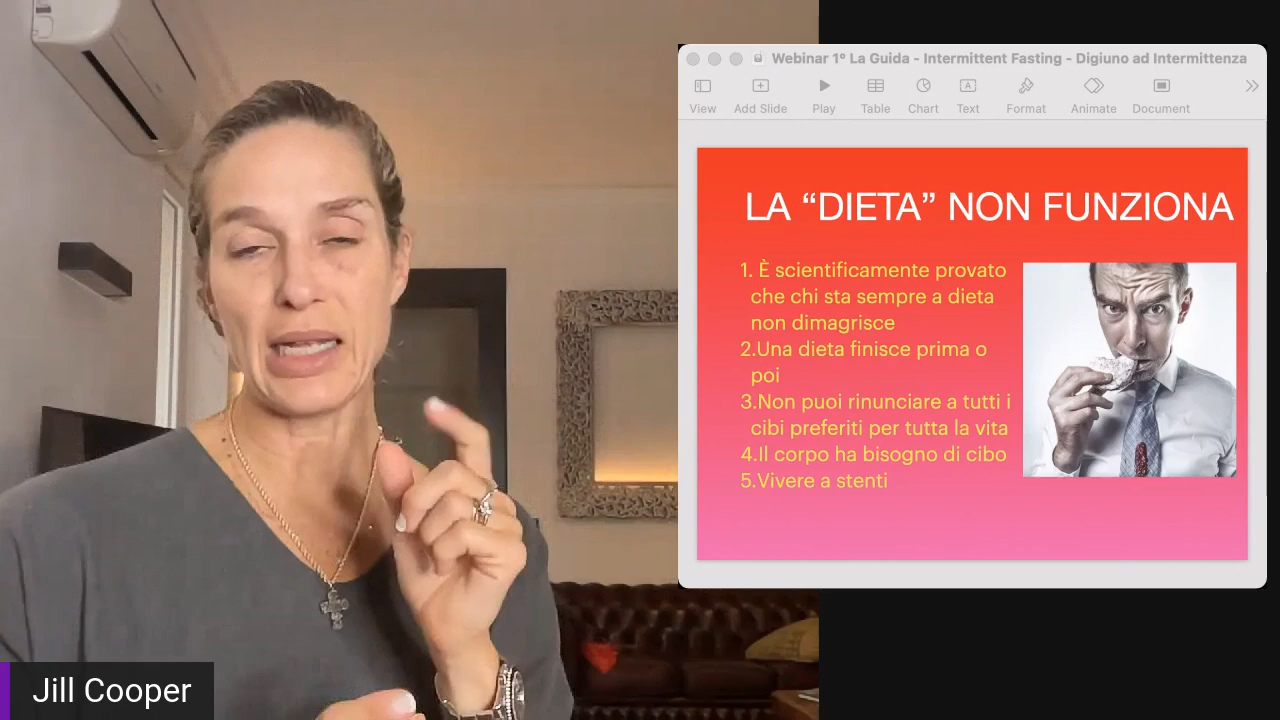 Webinar 1° La Guida - Intermittent Fasting - Digiuno ad Intermittenza
View
Add Slide
Play
Table
Chart
Text
Format
Animate
Document
LA “DIETA” NON FUNZIONA
1. È scientificamente provato
che chi sta sempre a dieta
non dimagrisce
2.Una dieta finisce prima o
poi
3.Non puoi rinunciare a tutti i
cibi preferiti per tutta la vita
4.Il corpo ha bisogno di cibo
5.Vivere a stenti
Jill Cooper